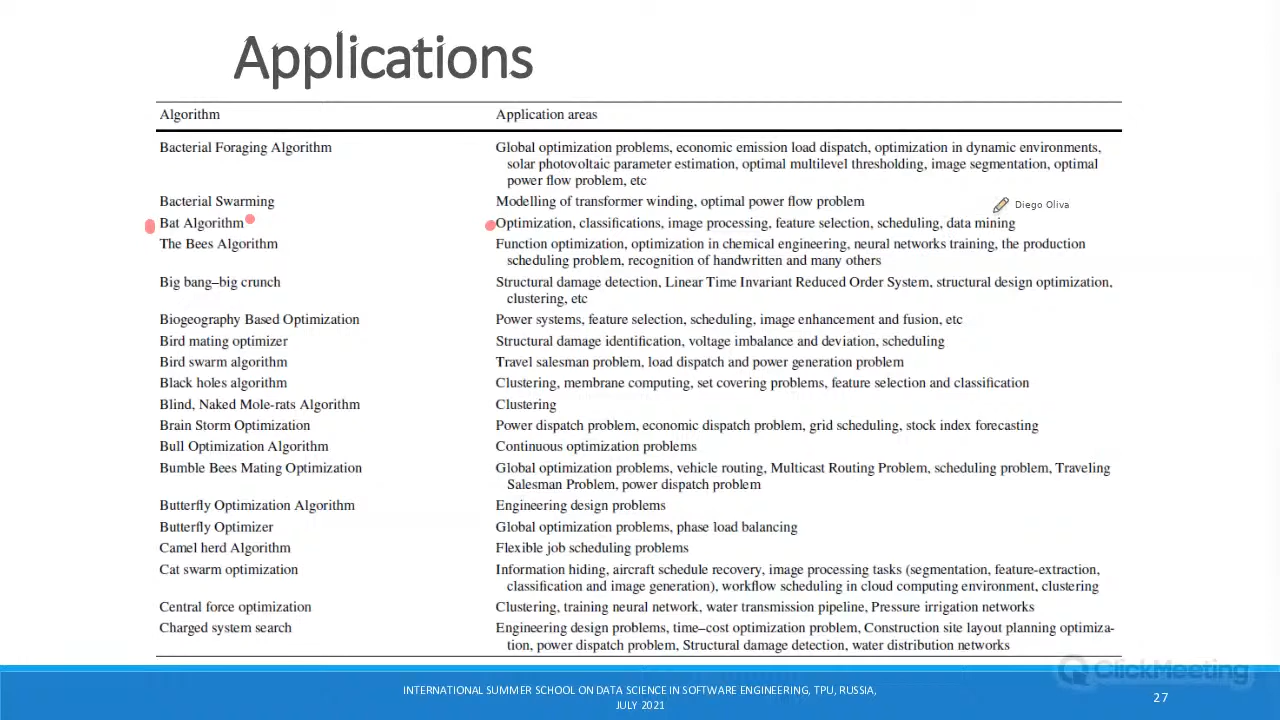 Applications
Algorithm Application areas
Bacterial Foraging Algorithm Global optimization problems, economic emission load dispatch, optimization in dynamic environments,
solar photovoltaic parameter estimation, optimal multilevel thresholding, image segmentation, optimal
power flow problem, etc
Bacterial Swarming Modelling of transformer winding, optimal power flow problem
Diego Oliva
Bat Algorithm Optimization, classifications, image processing, feature selection, scheduling, data mining
The Bees Algorithm Function optimization, optimization in chemical engineering, neural networks training, the production
scheduling problem, recognition of handwritten and many others
Big bang–big crunch Structural damage detection, Linear Time Invariant Reduced Order System, structural design optimization,
clustering, etc
Biogeography Based Optimization Power systems, feature selection, scheduling, image enhancement and fusion, etc
Bird mating optimizer Structural damage identification, voltage imbalance and deviation, scheduling
Bird swarm algorithm Travel salesman problem, load dispatch and power generation problem
Black holes algorithm Clustering, membrane computing, set covering problems, feature selection and classification
Blind, Naked Mole-rats Algorithm Clustering
Brain Storm Optimization Power dispatch problem, economic dispatch problem, grid scheduling, stock index forecasting
Bull Optimization Algorithm Continuous optimization problems
Bumble Bees Mating Optimization Global optimization problems, vehicle routing, Multicast Routing Problem, scheduling problem, Traveling
Salesman Problem, power dispatch problem
Butterfly Optimization Algorithm Engineering design problems
Butterfly Optimizer Global optimization problems, phase load balancing
Camel herd Algorithm Flexible job scheduling problems
Cat swarm optimization Information hiding, aircraft schedule recovery, image processing tasks (segmentation, feature-extraction,
classification and image generation), workflow scheduling in cloud computing environment, clustering
Central force optimization Clustering, training neural network, water transmission pipeline, Pressure irrigation networks
Charged system search Engineering design problems, time–cost optimization problem, Construction site layout planning optimiza-
tion, power dispatch problem, Structural damage detection, water distribution networks
ClickMeeting
INTERNATIONAL SUMMER SCHOOL ON DATA SCIENCE IN SOFTWARE ENGINEERING, TPU, RUSSIA,
JULY 2021
27